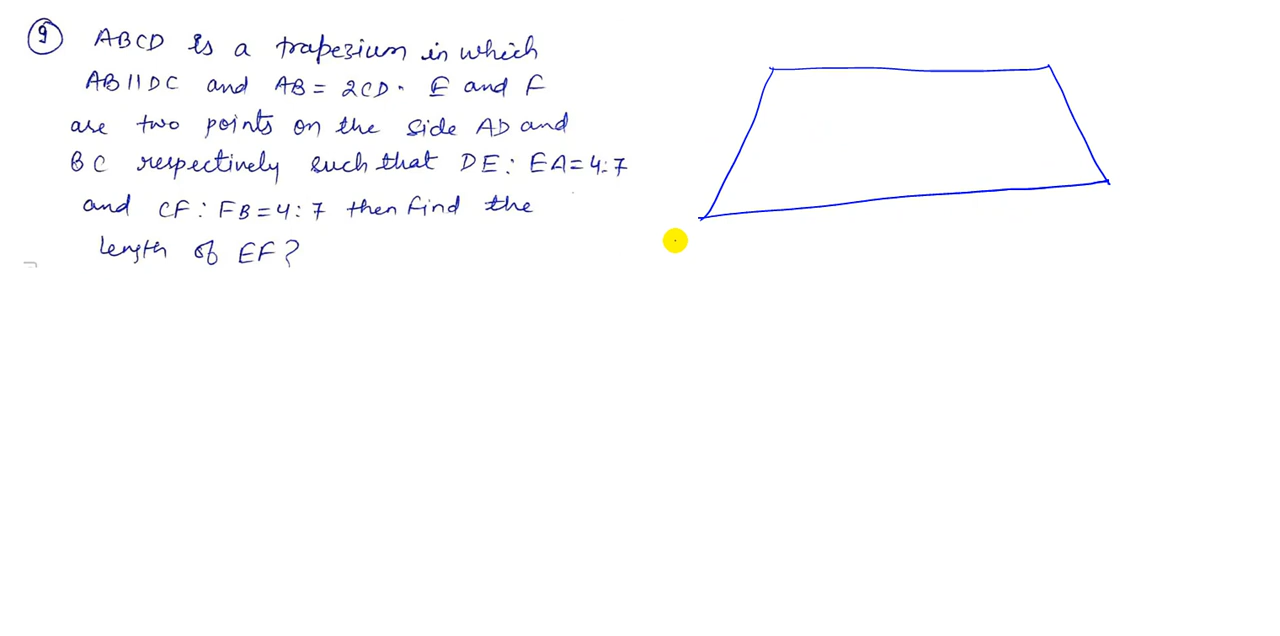 9 ABCD is a trapezium in which
AB || DC and AB = 2CD. E and F
are two points on the side AD and
BC respectively such that DE : EA = 4:7
and CF : FB = 4:7 then find the
length of EF?